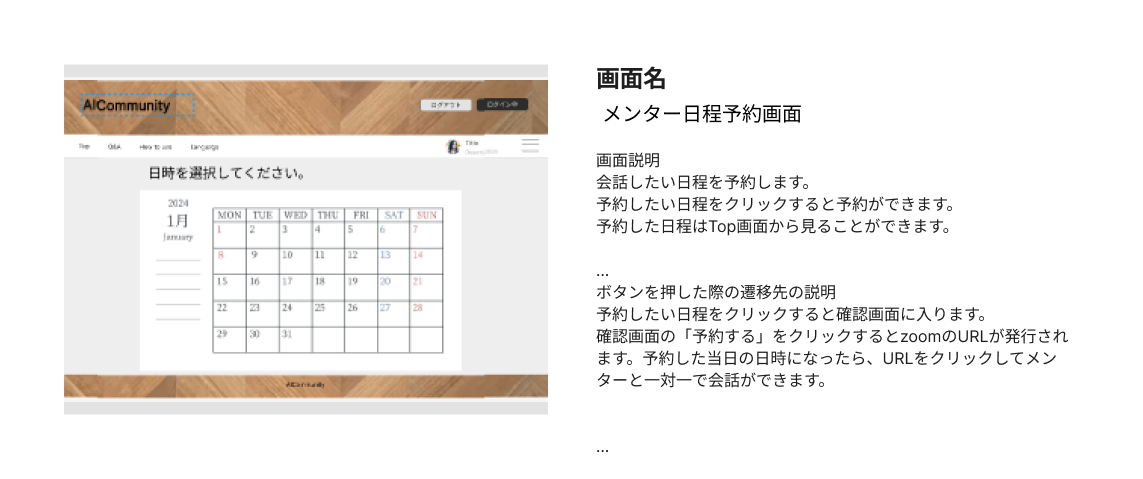 AICommunity
ログアウト
ログイン中
Top Q&A How to use Language
Title
日時を選択してください。
2024
1月
January
MON TUE WED THU FRI SAT SUN
1 2 3 4 5 6 7
8 9 10 11 12 13 14
15 16 17 18 19 20 21
22 23 24 25 26 27 28
29 30 31
AICommunity
画面名
メンター日程予約画面
画面説明
会話したい日程を予約します。
予約したい日程をクリックすると予約ができます。
予約した日程はTop画面から見ることができます。
...
ボタンを押した際の遷移先の説明
予約したい日程をクリックすると確認画面に入ります。
確認画面の「予約する」をクリックするとzoomのURLが発行され
ます。予約した当日の日時になったら、URLをクリックしてメン
ターと一対一で会話ができます。
...